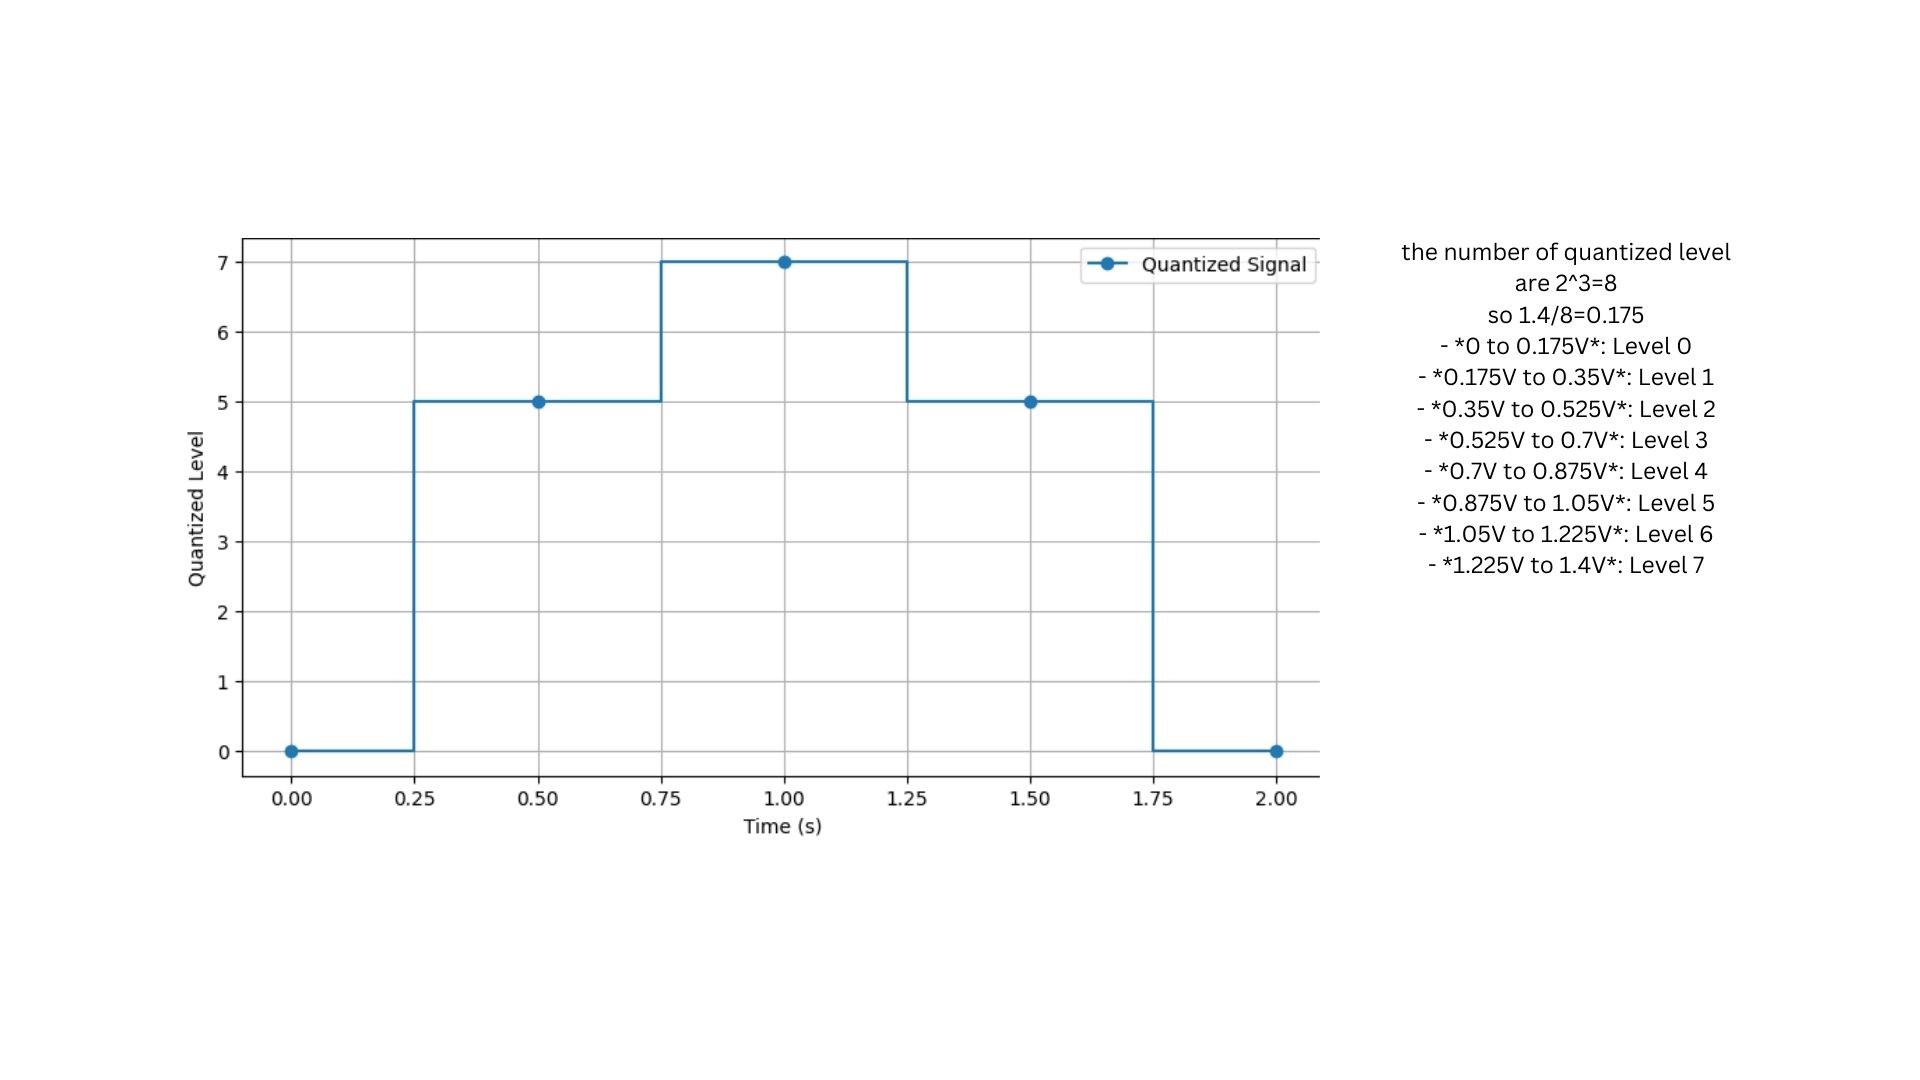 7
6
5
4
3
2
1
0
Quantized Level
0.00 0.25 0.50 0.75 1.00 1.25 1.50 1.75 2.00
Time (s)
Quantized Signal
the number of quantized level
are 2^3=8
so 1.4/8=0.175
- *0 to 0.175V*: Level 0
- *0.175V to 0.35V*: Level 1
- *0.35V to 0.525V*: Level 2
- *0.525V to 0.7V*: Level 3
- *0.7V to 0.875V*: Level 4
- *0.875V to 1.05V*: Level 5
- *1.05V to 1.225V*: Level 6
- *1.225V to 1.4V*: Level 7